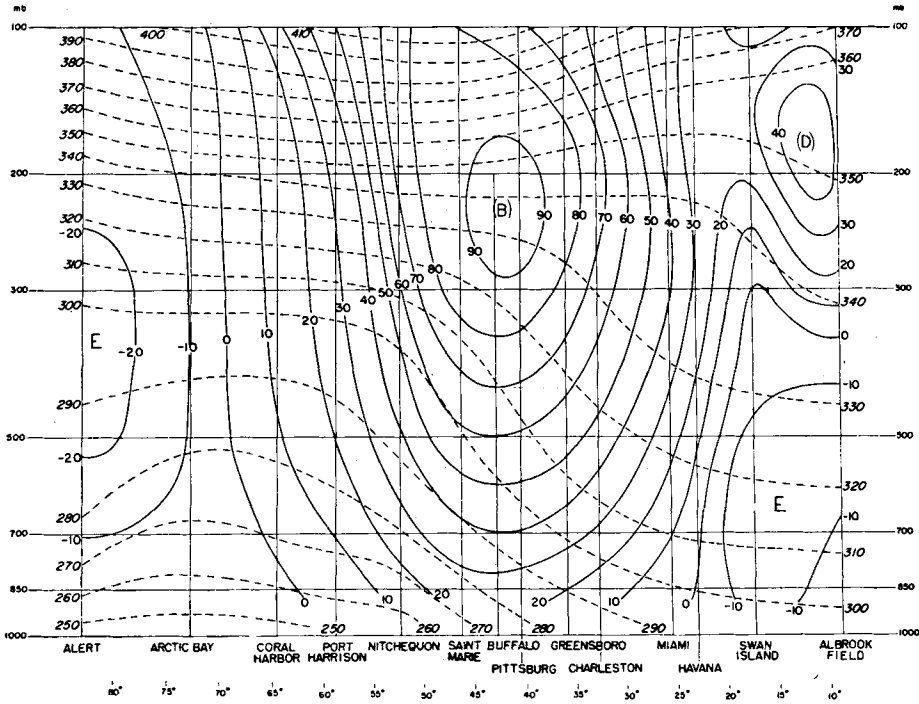 mb mb
100 400 410 370 100
390 360
380 30
370
360 40 (D)
350
340 200 200 350
330 (B)
320 90 80 70 60 50 40 30 20 30
-20
310 90 80 70 20
300 300 60 50 40 30 300 340
E -20 -10 0 10 20 0
-10
290 330
500 500
-20
320
280 E -10
700 700
-10 310
270
850 850
260 0 10 20 20 10 0 -10 -10 300
250 250 260 270 280 290
1000 1000
ALERT ARCTIC BAY CORAL HARBOR PORT HARRISON NITCHEQUON SAINT MARIE BUFFALO GREENSBORO MIAMI SWAN ISLAND ALBROOK FIELD
PITTSBURG CHARLESTON HAVANA
80° 70° 65° 60° 55° 50° 45° 40° 35° 30° 25° 20° 15° 10°